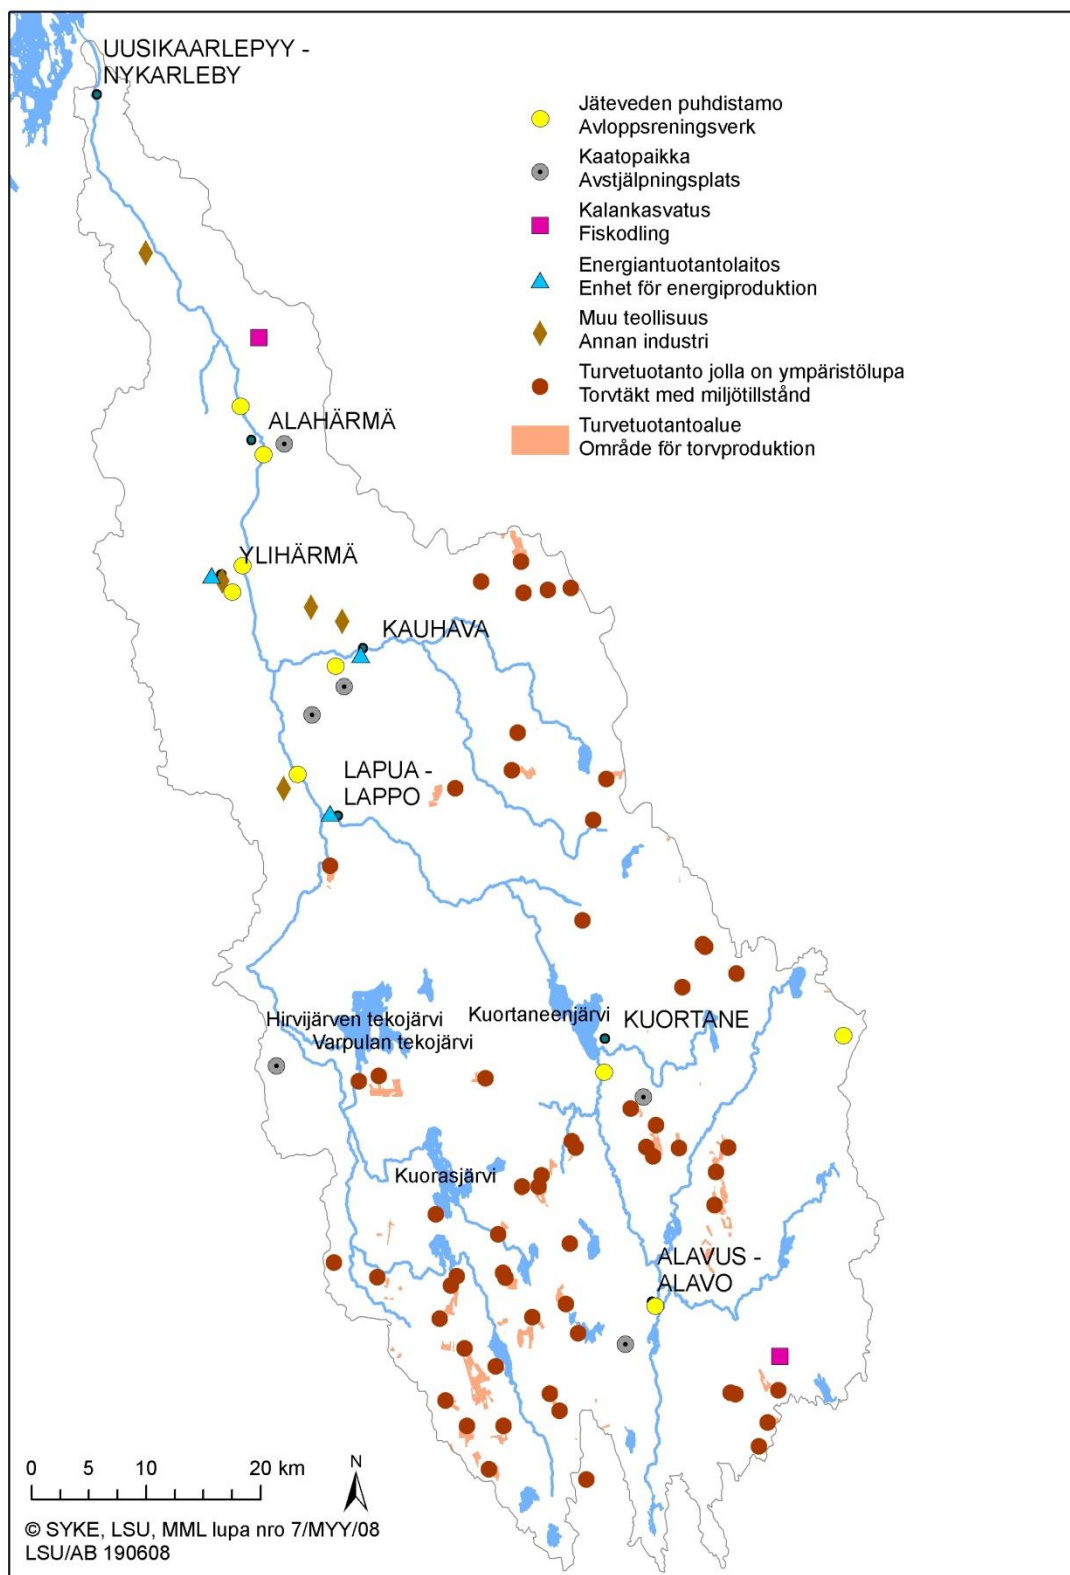 UUSIKAARLEPYY -
NYKARLEBY
Jäteveden puhdistamo
Avloppsreningsverk
Kaatopaikka
Avstjälpningsplats
Kalankasvatus
Fiskodling
Energiantuotantolaitos
Enhet för energiproduktion
Muu teollisuus
Annan industri
Turvetuotanto jolla on ympäristölupa
Torvtäkt med miljötillstånd
Turvetuotantoalue
Område för torvproduktion
ALAHÄRMÄ
YLIHÄRMÄ
KAUHAVA
LAPUA -
LAPPO
Hirvijärven tekojärvi
Varpulan tekojärvi
Kuortaneenjärvi
KUORTANE
Kuorasjärvi
ALAVUS -
ALAVO
0 5 10 20 km
N
© SYKE, LSU, MML lupa nro 7/MYY/08
LSU/AB 190608